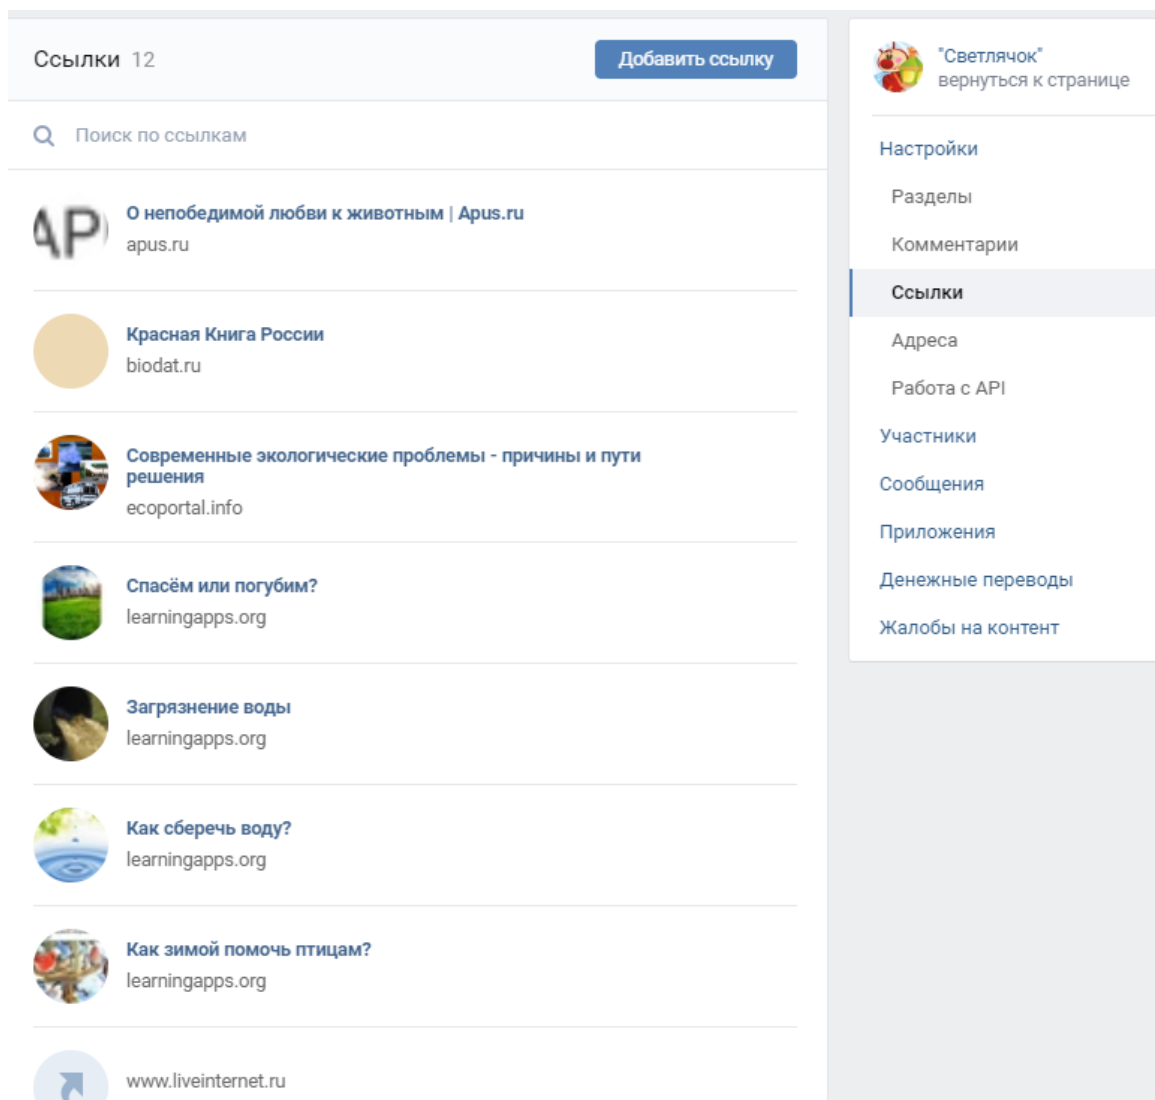 Ссылки 12
Добавить ссылку
Поиск по ссылкам
АР
О непобедимой любви к животным | Apus.ru
apus.ru
Красная Книга России
biodat.ru
Современные экологические проблемы - причины и пути
решения
ecoportal.info
Спасём или погубим?
learningapps.org
Загрязнение воды
learningapps.org
Как сберечь воду?
learningapps.org
Как зимой помочь птицам?
learningapps.org
www.liveinternet.ru
"Светлячок"
вернуться к странице
Настройки
Разделы
Комментарии
Ссылки
Адреса
Работа с API
Участники
Сообщения
Приложения
Денежные переводы
Жалобы на контент